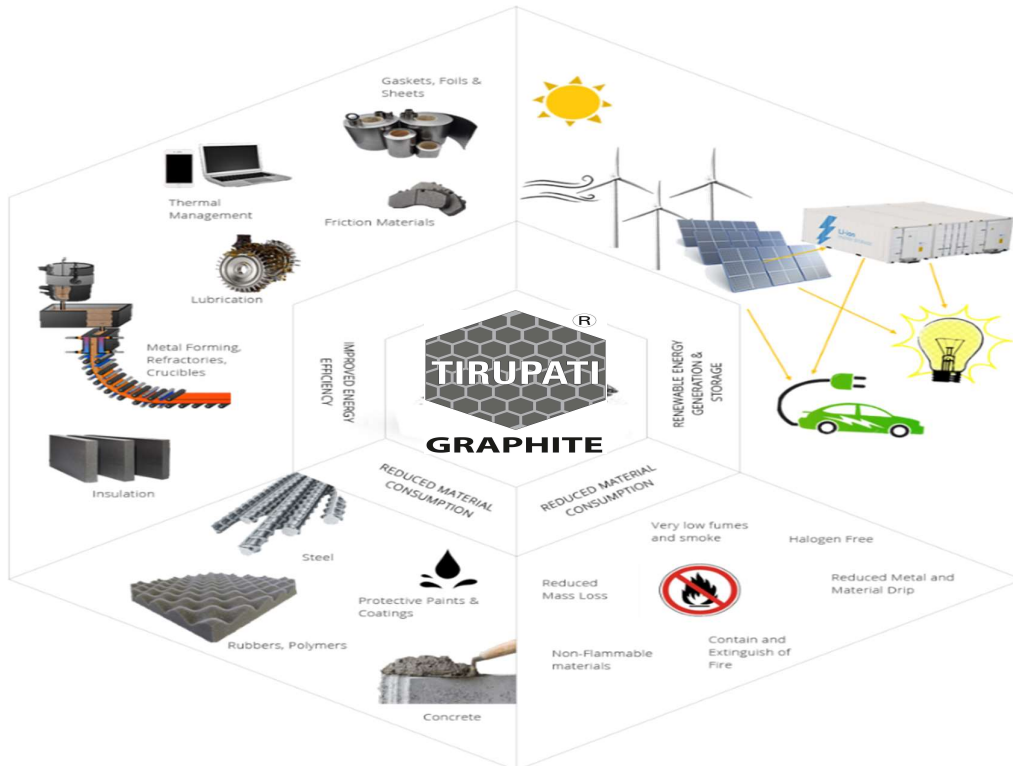 Gaskets, Foils &
Sheets
Thermal
Management
Friction Materials
Lubrication
Metal Forming,
Refractories,
Crucibles
Insulation
IMPROVED ENERGY
EFFICIENCY
®
TIRUPATI
GRAPHITE
RENEWABLE ENERGY
GENERATION &
STORAGE
Li-ion
REDUCED MATERIAL
CONSUMPTION
REDUCED MATERIAL
CONSUMPTION
Steel
Protective Paints &
Coatings
Rubbers, Polymers
Concrete
Very low fumes
and smoke
Halogen Free
Reduced
Mass Loss
Reduced Metal and
Material Drip
Non-Flammable
materials
Contain and
Extinguish of
Fire